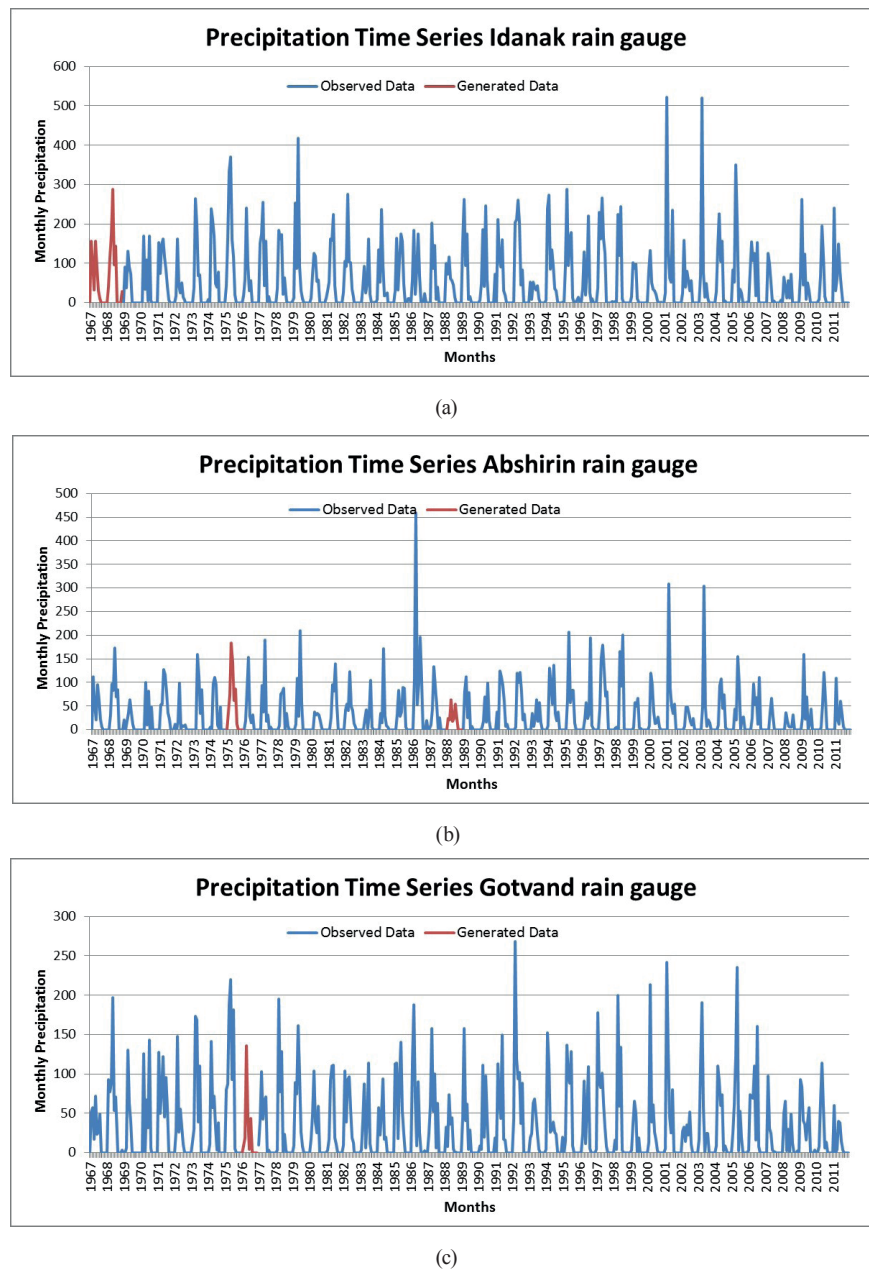 Precipitation Time Series Idanak rain gauge
Observed Data Generated Data
Monthly Precipitation
600
500
400
300
200
100
0
1967 1968 1969 1970 1971 1972 1973 1974 1975 1976 1977 1978 1979 1980 1981 1982 1983 1984 1985 1986 1987 1988 1989 1990 1991 1992 1993 1994 1995 1996 1997 1998 1999 2000 2001 2002 2003 2004 2005 2006 2007 2008 2009 2010 2011
Months
(a)
Precipitation Time Series Abshirin rain gauge
Observed Data Generated Data
Monthly Precipitation
500
450
400
350
300
250
200
150
100
50
0
1967 1968 1969 1970 1971 1972 1973 1974 1975 1976 1977 1978 1979 1980 1981 1982 1983 1984 1985 1986 1987 1988 1989 1990 1991 1992 1993 1994 1995 1996 1997 1998 1999 2000 2001 2002 2003 2004 2005 2006 2007 2008 2009 2010 2011
Months
(b)
Precipitation Time Series Gotvand rain gauge
Observed Data Generated Data
Monthly Precipitation
300
250
200
150
100
50
0
1967 1968 1969 1970 1971 1972 1973 1974 1975 1976 1977 1978 1979 1980 1981 1982 1983 1984 1985 1986 1987 1988 1989 1990 1991 1992 1993 1994 1995 1996 1997 1998 1999 2000 2001 2002 2003 2004 2005 2006 2007 2008 2009 2010 2011
Months
(c)